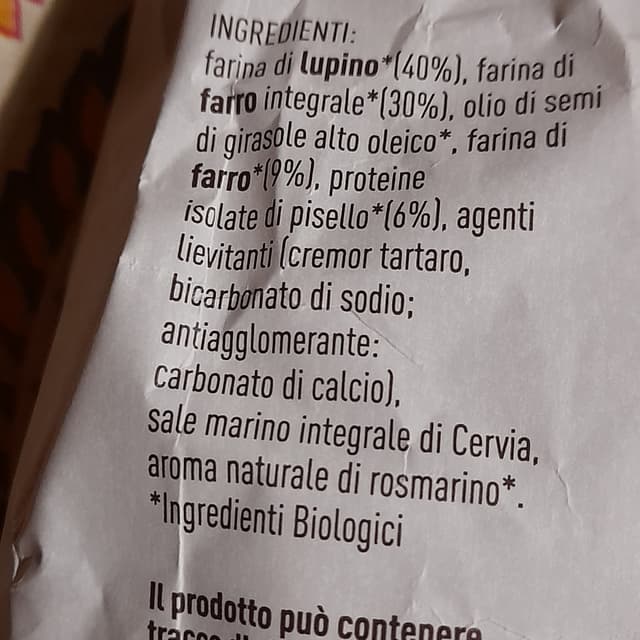 INGREDIENTI:
farina di lupino*(40%), farina di
farro integrale*(30%), olio di semi
di girasole alto oleico*, farina di
farro*(9%), proteine
isolate di pisello*(6%), agenti
lievitanti (cremor tartaro,
bicarbonato di sodio;
antiagglomerante:
carbonato di calcio),
sale marino integrale di Cervia,
aroma naturale di rosmarino*.
*Ingredienti Biologici
Il prodotto può contenere